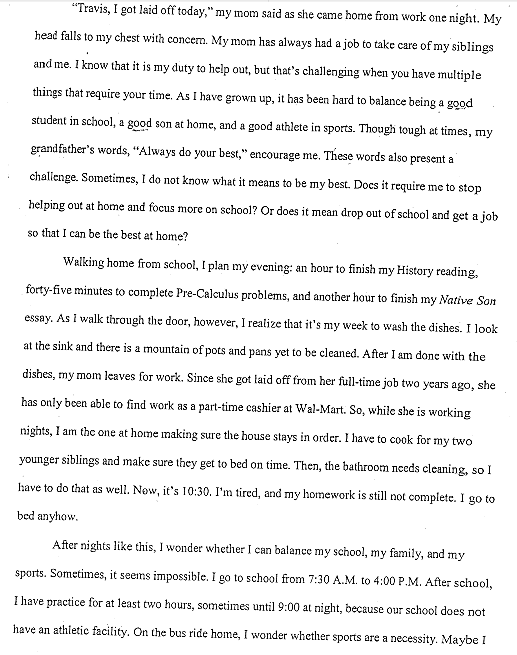 "Travis, I got laid off today," my mom said as she came home from work one night. My
head falls to my chest with concern. My mom has always had a job to take care of my siblings
and me. I know that it is my duty to help out, but that's challenging when you have multiple
things that require your time. As I have grown up, it has been hard to balance being a good
student in school, a good son at home, and a good athlete in sports. Though tough at times, my
grandfather's words, "Always do your best," encourage me. These words also present a
challenge. Sometimes, I do not know what it means to be my best. Does it require me to stop
helping out at home and focus more on school? Or does it mean drop out of school and get a job
so that I can be the best at home?
Walking home from school, I plan my evening: an hour to finish my History reading,
forty-five minutes to complete Pre-Calculus problems, and another hour to finish my Native Son
essay. As I walk through the door, however, I realize that it's my week to wash the dishes. I look
at the sink and there is a mountain of pots and pans yet to be cleaned. After I am done with the
dishes, my mom leaves for work. Since she got laid off from her full-time job two years ago, she
has only been able to find work as a part-time cashier at Wal-Mart. So, while she is working
nights, I am the one at home making sure the house stays in order. I have to cook for my two
younger siblings and make sure they get to bed on time. Then, the bathroom needs cleaning, so I
have to do that as well. Now, it's 10:30. I'm tired, and my homework is still not complete. I go to
bed anyhow.
After nights like this, I wonder whether I can balance my school, my family, and my
sports. Sometimes, it seems impossible. I go to school from 7:30 A.M. to 4:00 P.M. After school,
I have practice for at least two hours, sometimes until 9:00 at night, because our school does not
have an athletic facility. On the bus ride home, I wonder whether sports are a necessity. Maybe I